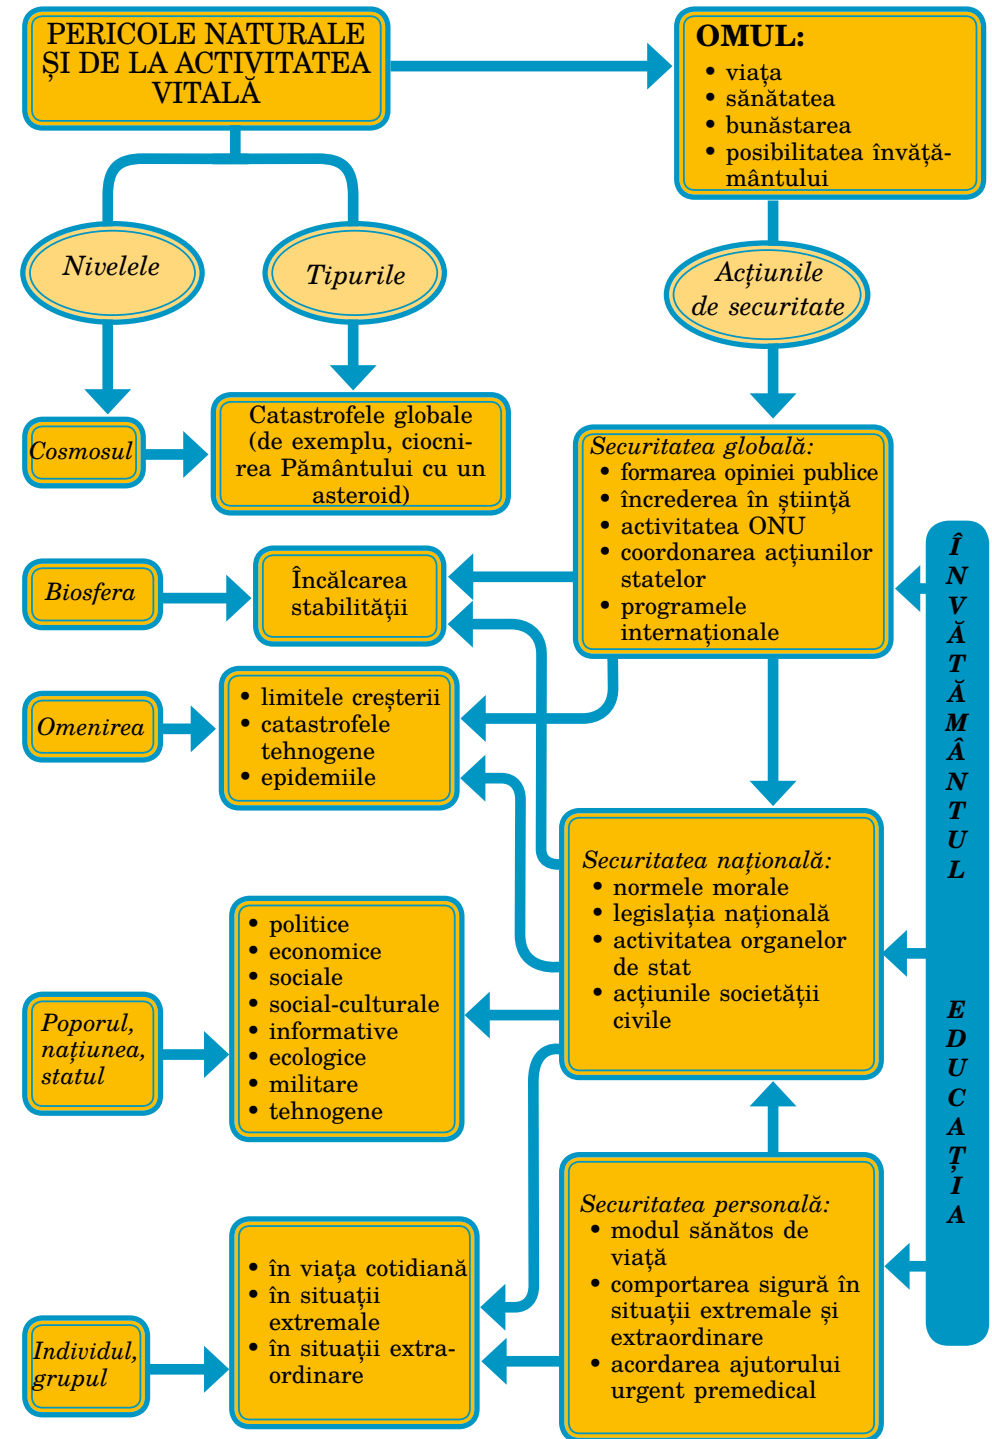 PERICOLE NATURALE
ȘI DE LA ACTIVITATEA
VITALĂ
OMUL:
• viața
• sănătatea
• bunăstarea
• posibilitatea învăță-
mântului
Nivelele
Tipurile
Acțiunile
de securitate
Cosmosul
Catastrofele globale
(de exemplu, ciocni-
rea Pământului cu un
asteroid)
Securitatea globală:
• formarea opiniei publice
• încrederea în știință
• activitatea ONU
• coordonarea acțiunilor
statelor
• programele
internaționale
Biosfera
Încălcarea
stabilității
Omenirea
• limitele creșterii
• catastrofele
tehnogene
• epidemiile
Securitatea națională:
• normele morale
• legislația națională
• activitatea organelor
de stat
• acțiunile societății
civile
Poporul,
națiunea,
statul
• politice
• economice
• sociale
• social-culturale
• informative
• ecologice
• militare
• tehnogene
Securitatea personală:
• modul sănătos de
viață
• comportarea sigură în
situații extremale și
extraordinare
• acordarea ajutorului
urgent premedical
Individul,
grupul
• în viața cotidiană
• în situații
extremale
• în situații extra-
ordinare
ÎNVĂTĂMÂNTUL
EDUCAȚIA